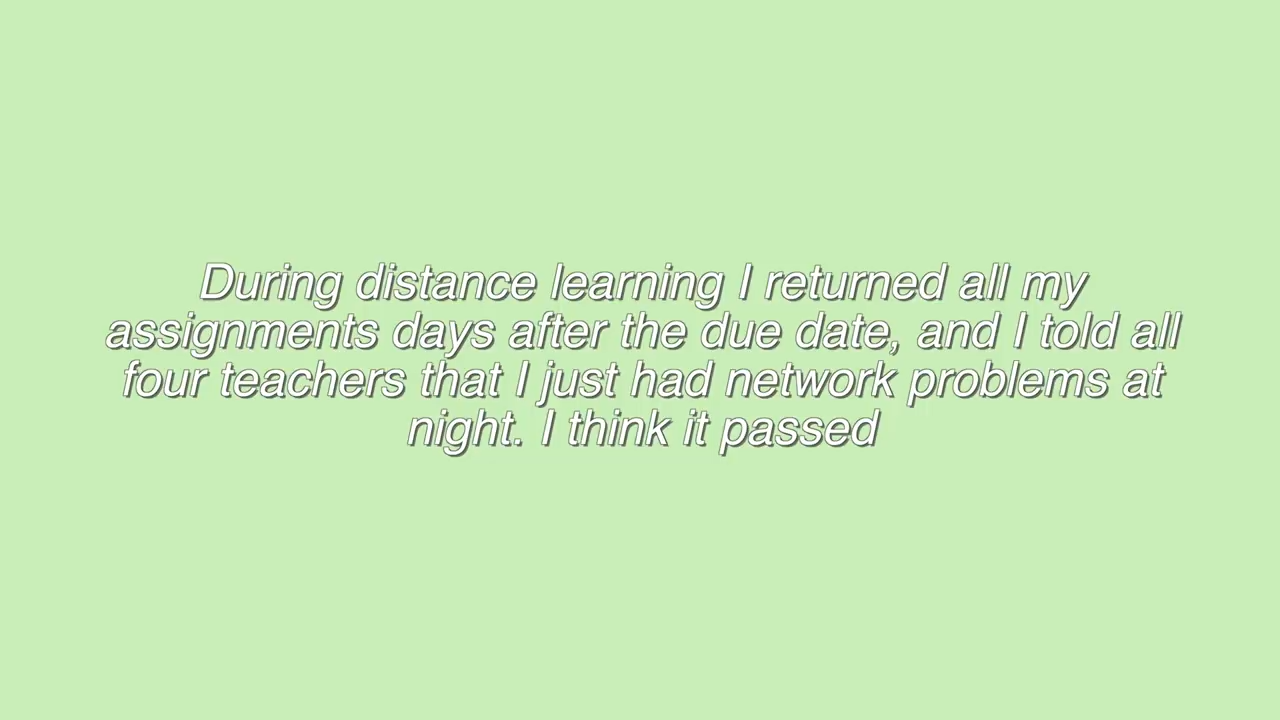 During distance learning I returned all my
assignments days after the due date, and I told all
four teachers that I just had network problems at
night. I think it passed